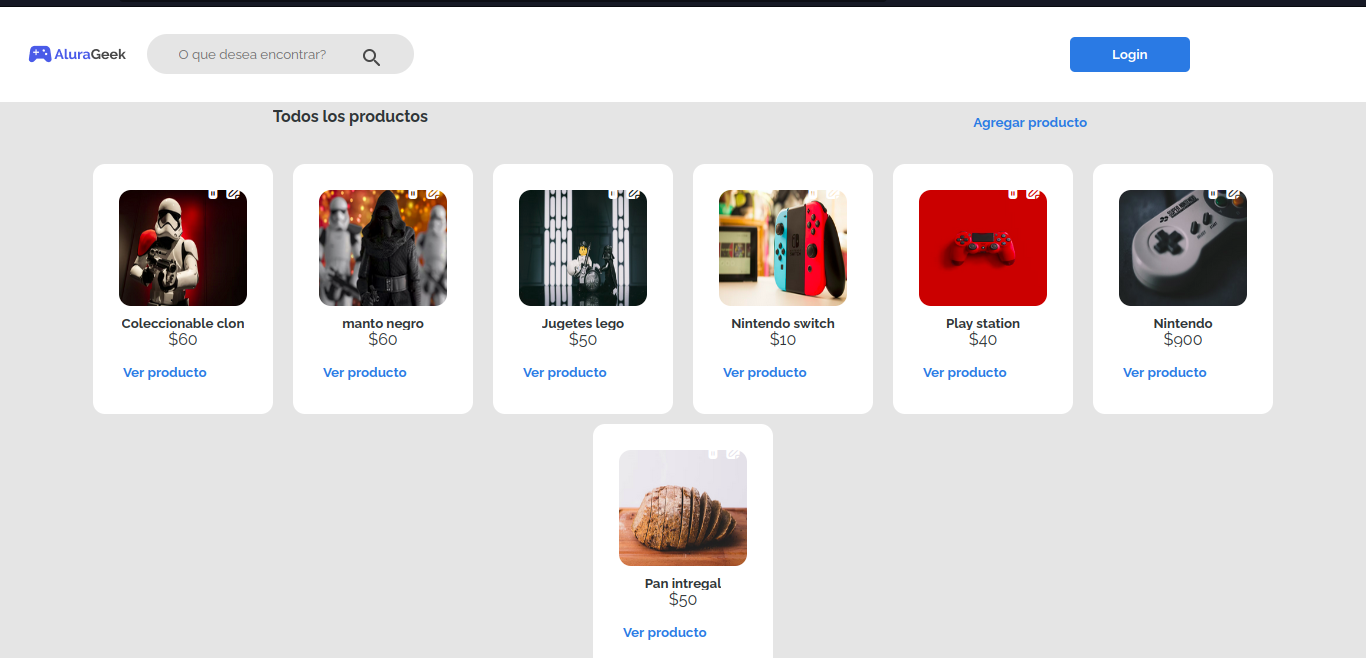 AluraGeek
O que desea encontrar?
Login
Todos los productos
Agregar producto
Coleccionable clon
$60
Ver producto
manto negro
$60
Ver producto
Jugetes lego
$50
Ver producto
Nintendo switch
$10
Ver producto
Play station
$40
Ver producto
Nintendo
$900
Ver producto
Pan intregal
$50
Ver producto